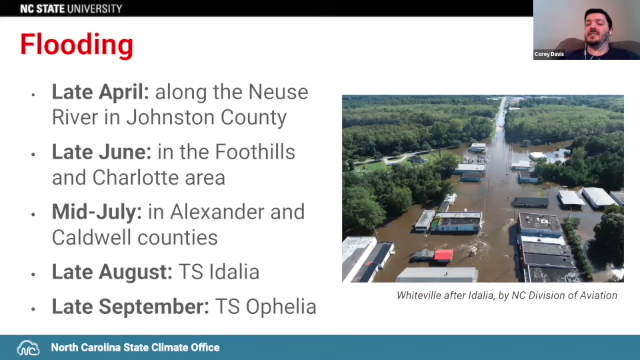 NC STATE UNIVERSITY
Flooding
Corey Davis
• Late April: along the Neuse
River in Johnston County
• Late June: in the Foothills
and Charlotte area
• Mid-July: in Alexander and
Caldwell counties
• Late August: TS Idalia
• Late September: TS Ophelia
Whiteville after Idalia, by NC Division of Aviation
North Carolina State Climate Office